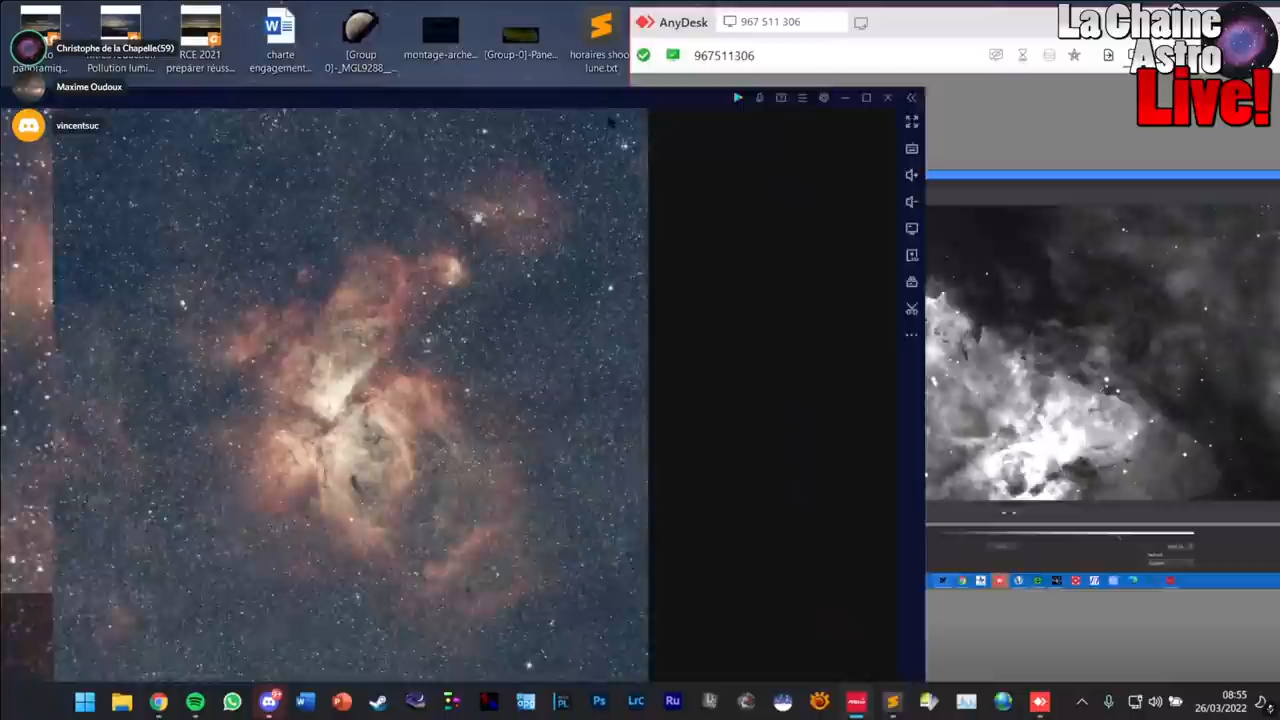 AnyDesk
967 511 306
967511306
LaChaîne
Astro
Live!
Christophe de la Chapelle(59)
Maxime Oudoux
vincentsuc
panoramiq...
Pollution lumi...
RCE 2021
préparer réuss...
charte
engagement...
[Group
0]-_MGL9288_...
montage-arche...
[Group-0]-Pane...
horaires shoo
lune.txt
08:55
26/03/2022